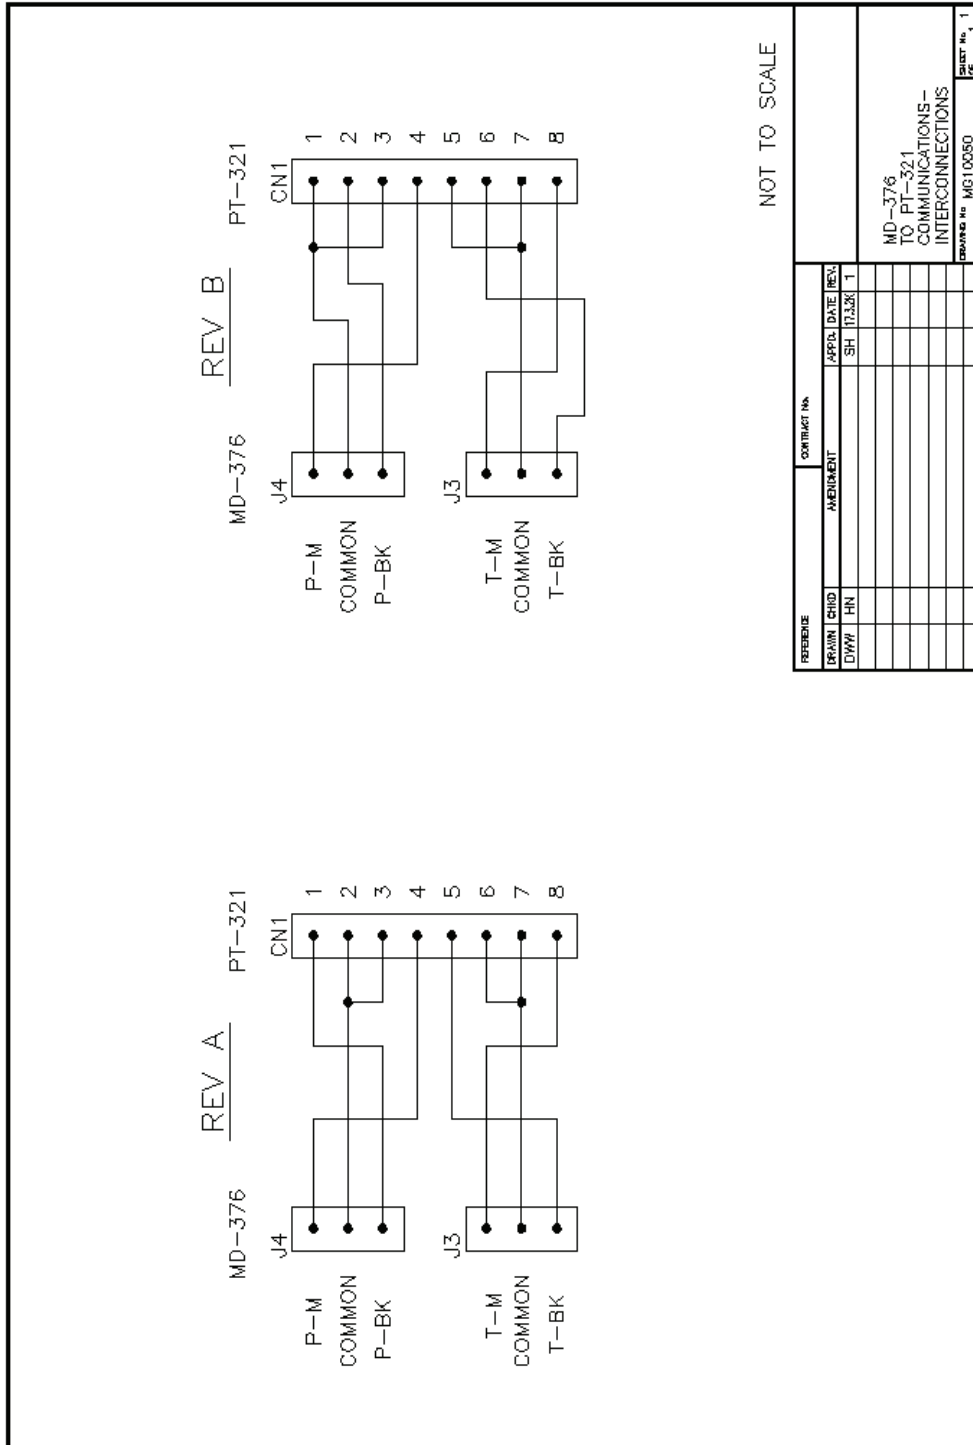 REV A
MD-376
PT-321
J4
CN1
P-M
COMMON
P-BK
J3
T-M
COMMON
T-BK
1
2
3
4
5
6
7
8
REV B
MD-376
PT-321
J4
CN1
P-M
COMMON
P-BK
J3
T-M
COMMON
T-BK
1
2
3
4
5
6
7
8
NOT TO SCALE
REFERENCE
CONTRACT No.
DRAWN CHKD AMENDMENT APPD. DATE REV.
DWW HN SH 1
MD-376
TO PT-321
COMMUNICATIONS-
INTERCONNECTIONS
DRAWING No MG10050
SHEET No. 1
OF 1